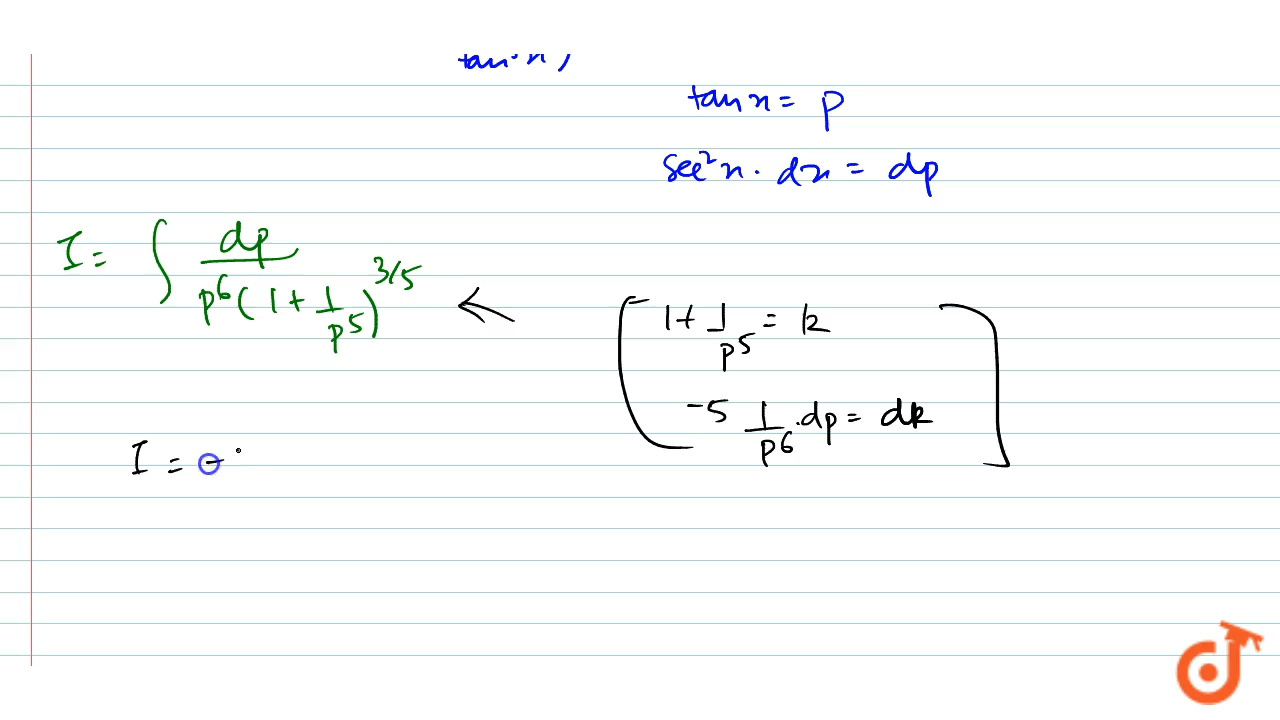 tan⁵x)
tan x = p
sec²x · dx = dp
I = ∫ dp / p⁶(1 + 1/p⁵)^3/5
1 + 1/p⁵ = k
-5 1/p⁶ · dp = dk
I = -